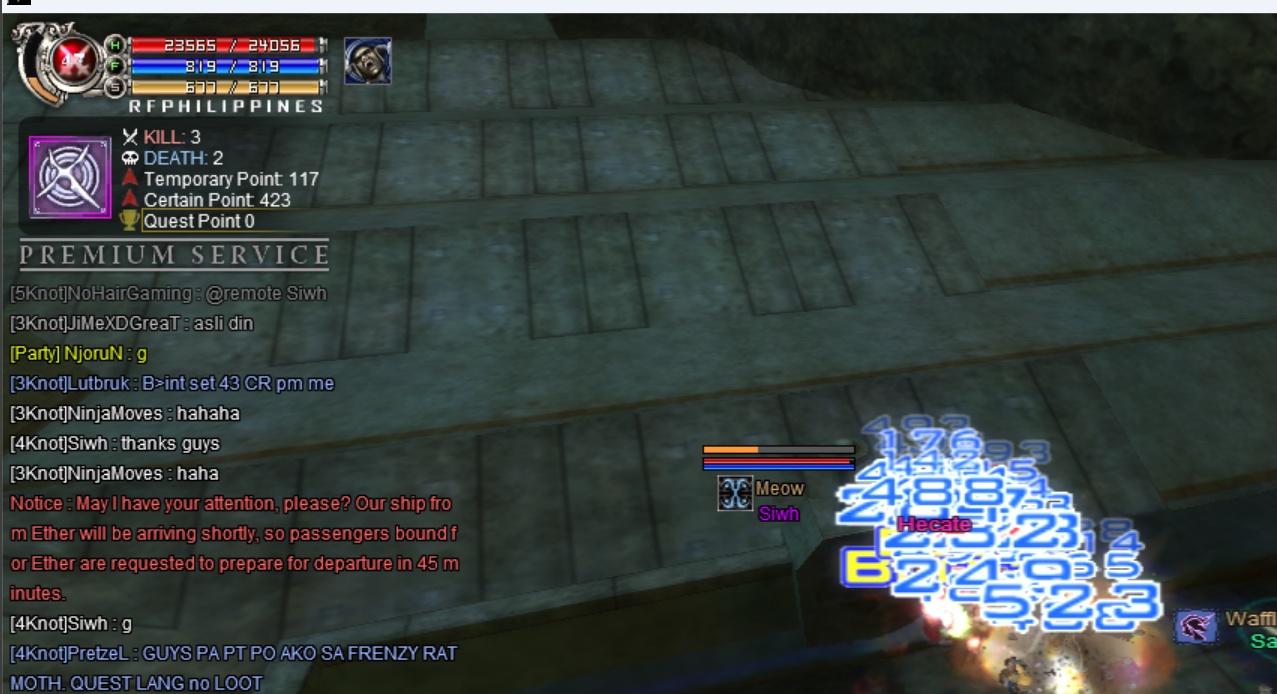 47
H
23565 / 24056
F
819 / 819
S
677 / 677
RFPHILIPPINES
KILL: 3
DEATH: 2
Temporary Point: 117
Certain Point: 423
Quest Point 0
PREMIUM SERVICE
[5Knot]NoHairGaming : @remote Siwh
[3Knot]JiMeXDGreaT : asli din
[Party] NjoruN : g
[3Knot]Lutbruk : B>int set 43 CR pm me
[3Knot]NinjaMoves : hahaha
[4Knot]Siwh : thanks guys
[3Knot]NinjaMoves : haha
Notice : May I have your attention, please? Our ship fro
m Ether will be arriving shortly, so passengers bound f
or Ether are requested to prepare for departure in 45 m
inutes.
[4Knot]Siwh : g
[4Knot]PretzeL : GUYS PA PT PO AKO SA FRENZY RAT
MOTH. QUEST LANG no LOOT
Meow
Siwh
176
488
Hecate
523
Waffl
Sa